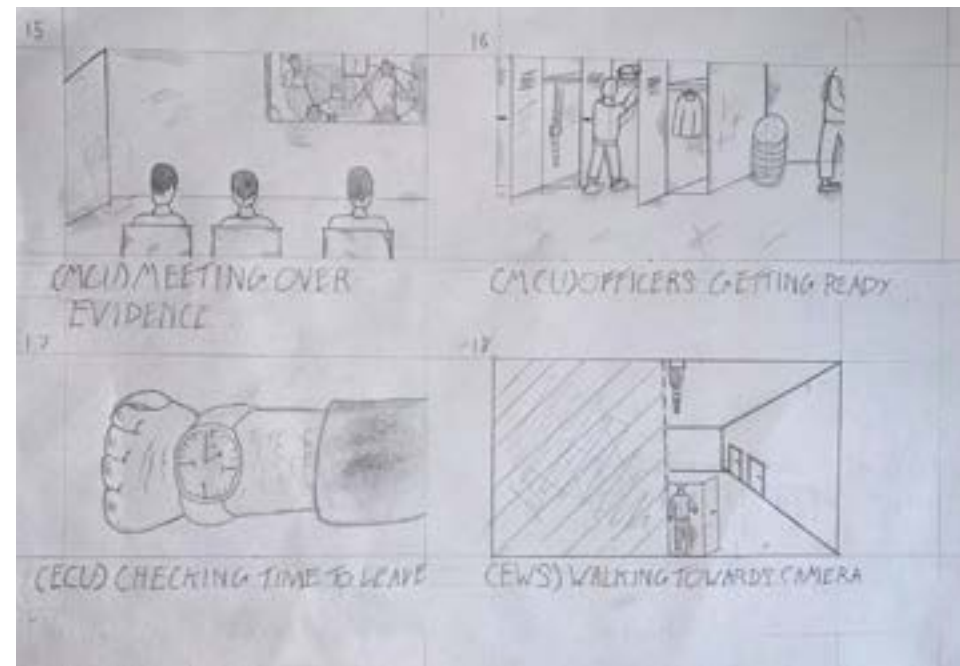 15
16
(MCU) MEETING OVER
EVIDENCE
(MCU) OFFICERS GETTING READY
17
18
(ECU) CHECKING TIME TO LEAVE
(EWS) WALKING TOWARDS CAMERA